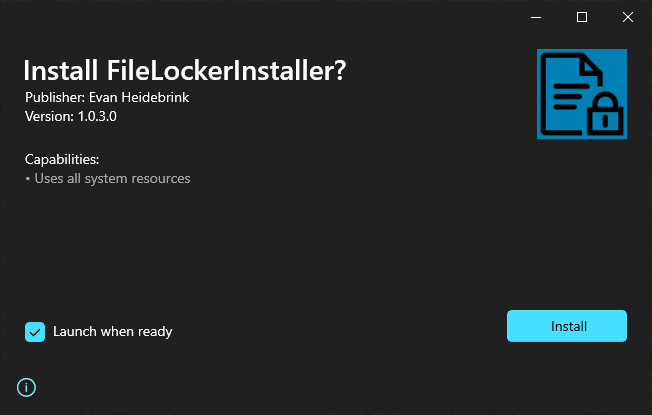 Install FileLockerInstaller?
Publisher: Evan Heidebrink
Version: 1.0.3.0
Capabilities:
• Uses all system resources
Launch when ready
Install